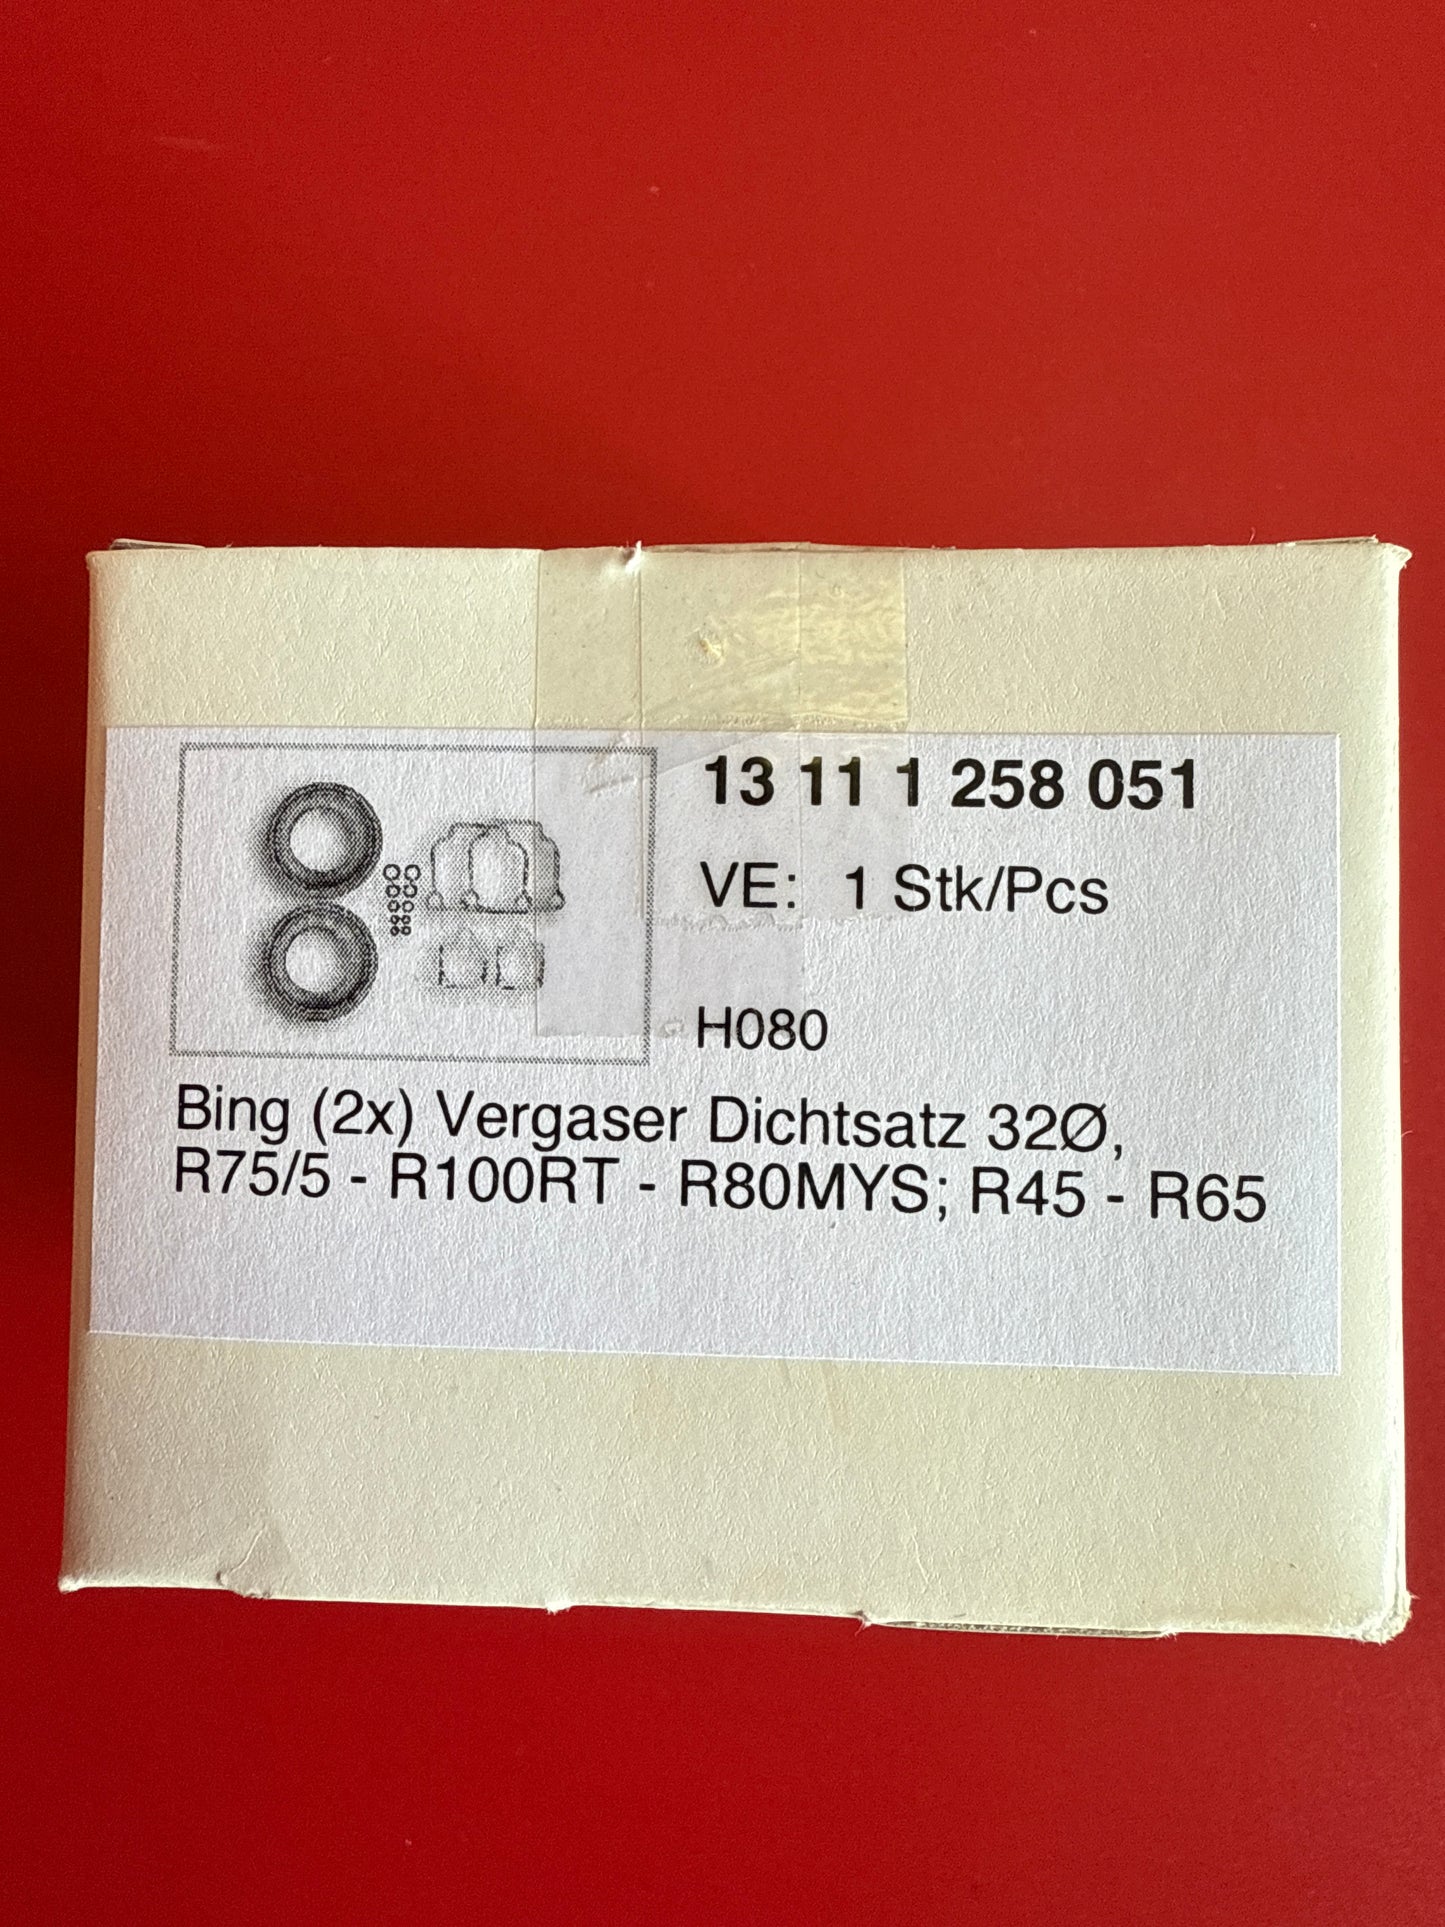 13 11 1 258 051
VE: 1 Stk/Pcs
H080
Bing (2x) Vergaser Dichtsatz 32Ø,
R75/5 - R100RT - R80MYS; R45 - R65